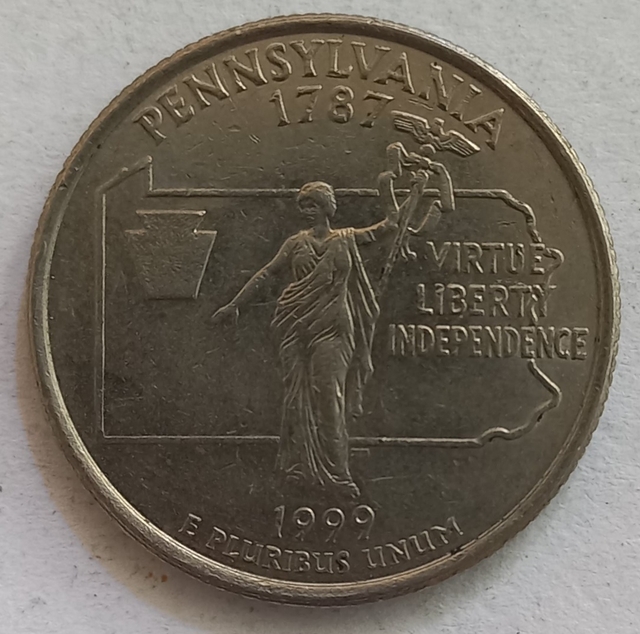 PENNSYLVANIA
1787
VIRTUE
LIBERTY
INDEPENDENCE
1999
E PLURIBUS UNUM